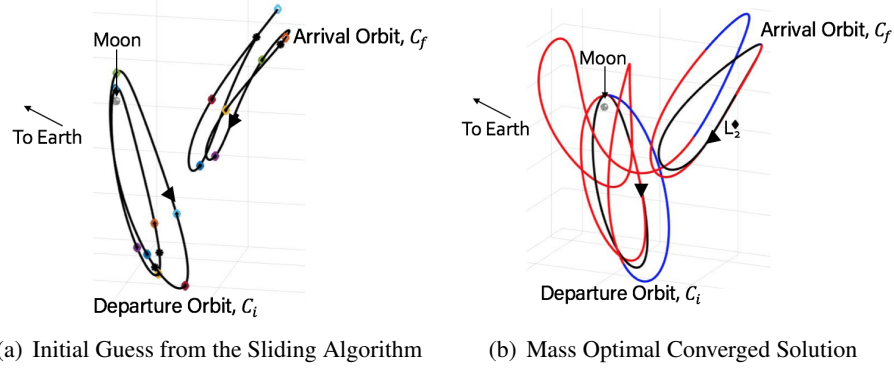 Moon
Arrival Orbit, C_f
To Earth
Departure Orbit, C_i
Arrival Orbit, C_f
Moon
To Earth
L₂
Departure Orbit, C_i
a) Initial Guess from the Sliding Algorithm
(b) Mass Optimal Converged Solution